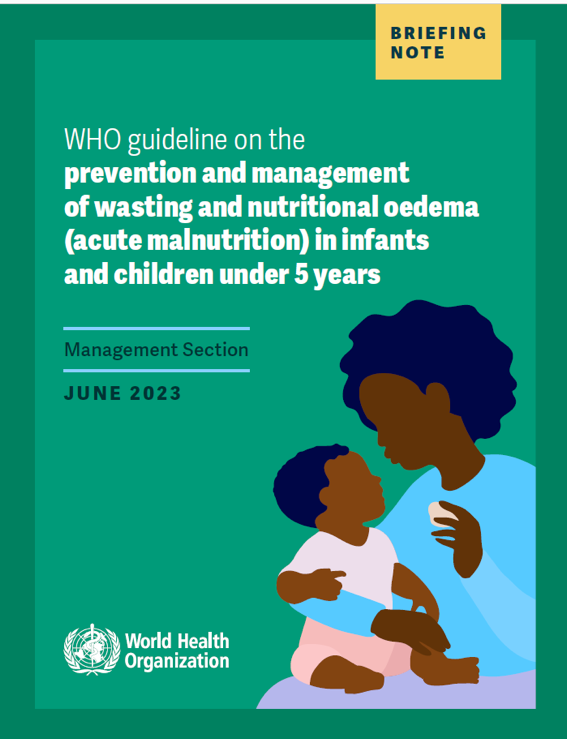 BRIEFING
NOTE
WHO guideline on the
prevention and management
of wasting and nutritional oedema
(acute malnutrition) in infants
and children under 5 years
Management Section
JUNE 2023
World Health
Organization